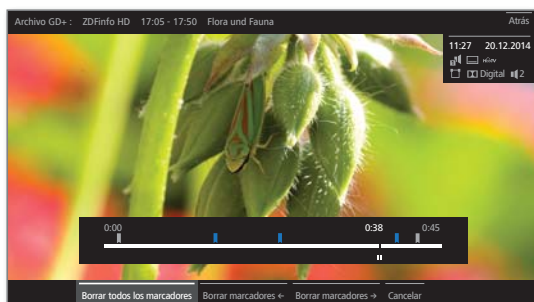 Archivo GD+ : ZDFinfo HD 17:05 - 17:50 Flora und Fauna Atrás
11:27 20.12.2014
Digital 2
0:00 0:38 0:45
Borrar todos los marcadores Borrar marcadores ← Borrar marcadores → Cancelar